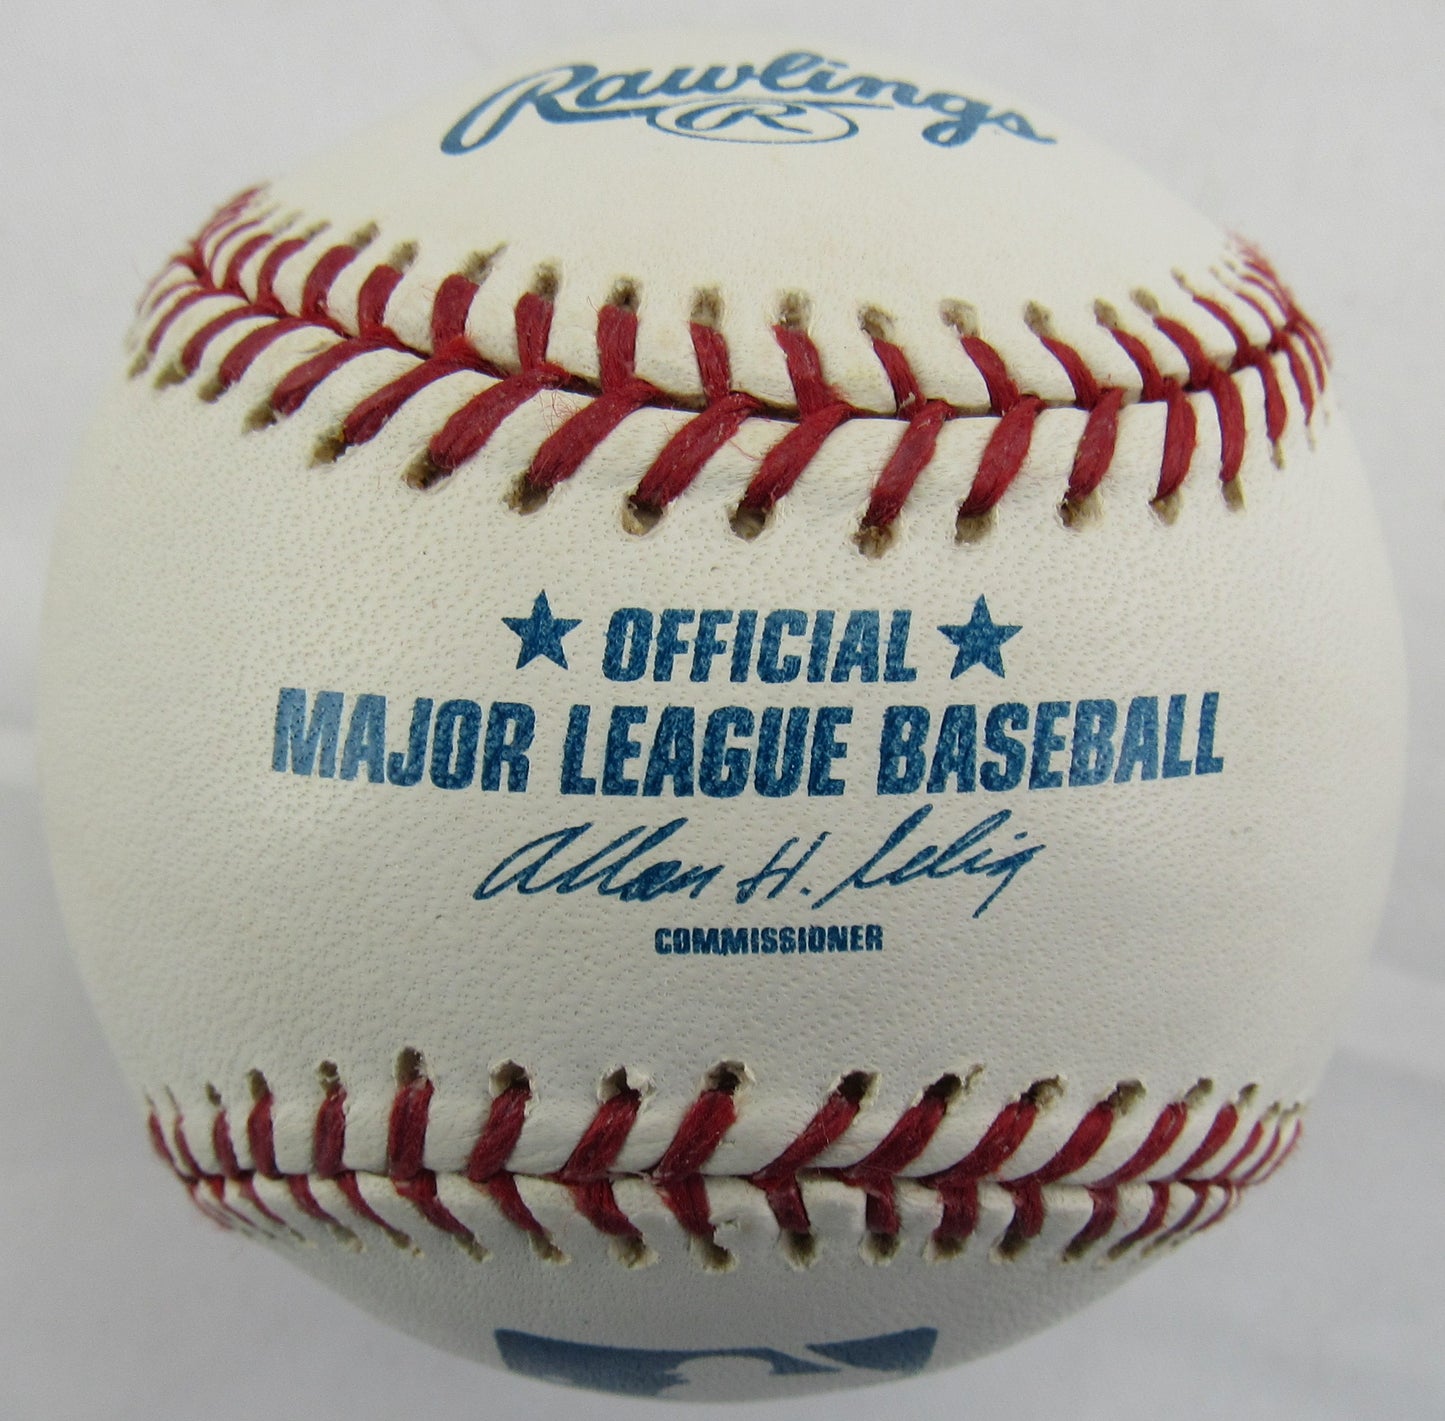 Rawlings
R
★ OFFICIAL ★
MAJOR LEAGUE BASEBALL
Allan H. Selig
COMMISSIONER